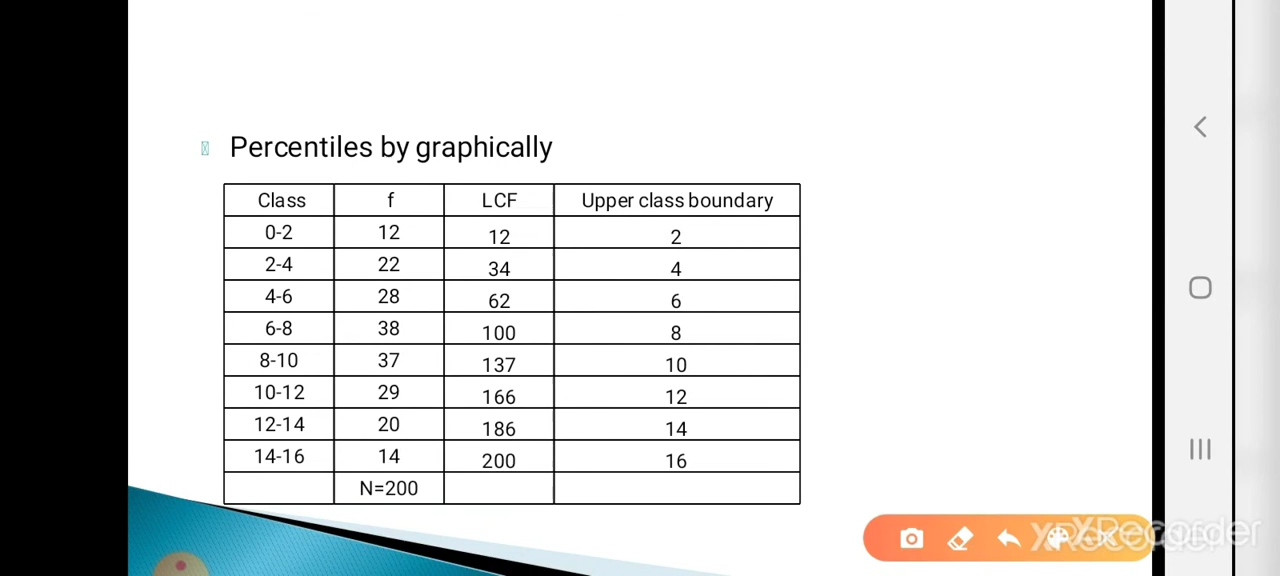 Percentiles by graphically
Class f LCF Upper class boundary
0-2 12 12 2
2-4 22 34 4
4-6 28 62 6
6-8 38 100 8
8-10 37 137 10
10-12 29 166 12
12-14 20 186 14
14-16 14 200 16
N=200
XRecorder